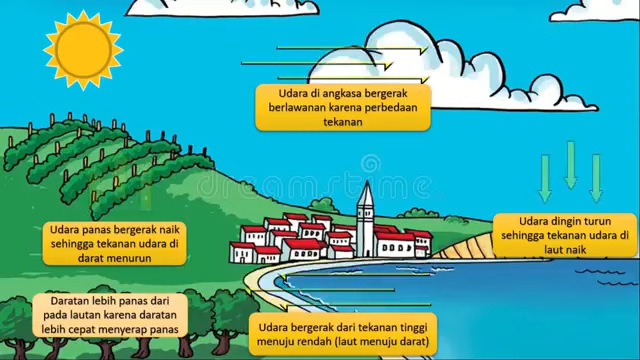 Udara di angkasa bergerak
berlawanan karena perbedaan
tekanan
dreamstime
Udara panas bergerak naik
sehingga tekanan udara di
darat menurun
Udara dingin turun
sehingga tekanan udara di
laut naik
Daratan lebih panas dari
pada lautan karena daratan
lebih cepat menyerap panas
Udara bergerak dari tekanan tinggi
menuju rendah (laut menuju darat)